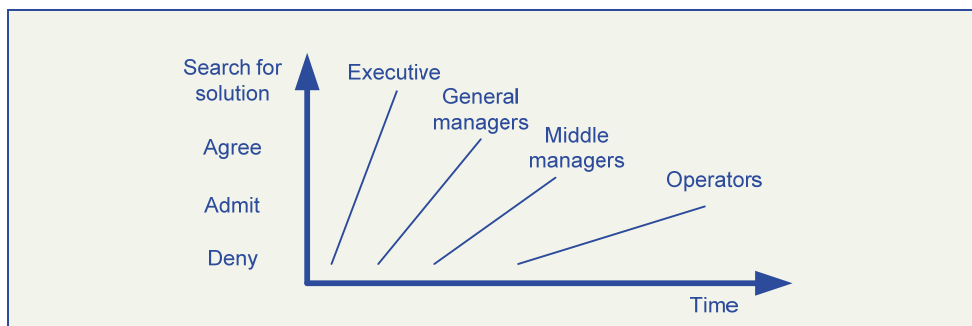 Search for
solution
Executive
General
managers
Agree
Middle
managers
Operators
Admit
Deny
Time